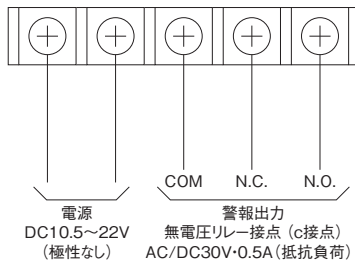 COM N.C. N.O.
電源
DC10.5～22V
（極性なし）
警報出力
無電圧リレー接点（c接点）
AC/DC30V･0.5A（抵抗負荷）